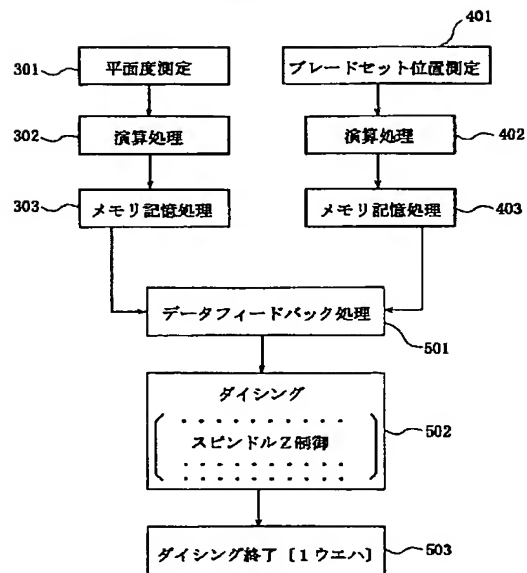 401
301
平面度測定
ブレードセット位置測定
302
演算処理
演算処理
402
303
メモリ記憶処理
メモリ記憶処理
403
データフィードバック処理
501
ダイシング
スピンドルZ制御
502
ダイシング終了〔1ウエハ〕
503